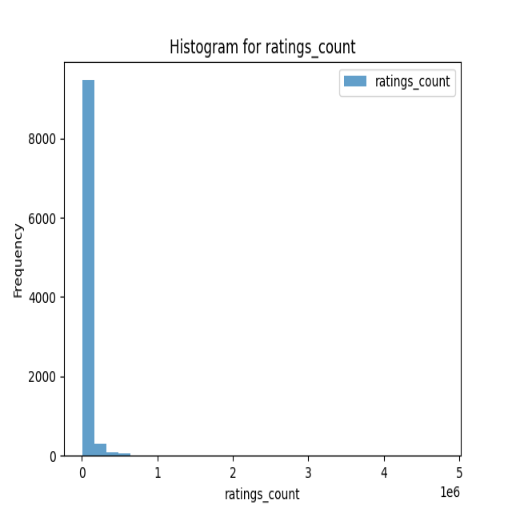 Histogram for ratings_count
ratings_count
8000
6000
4000
2000
0
Frequency
0 1 2 3 4 5
1e6
ratings_count